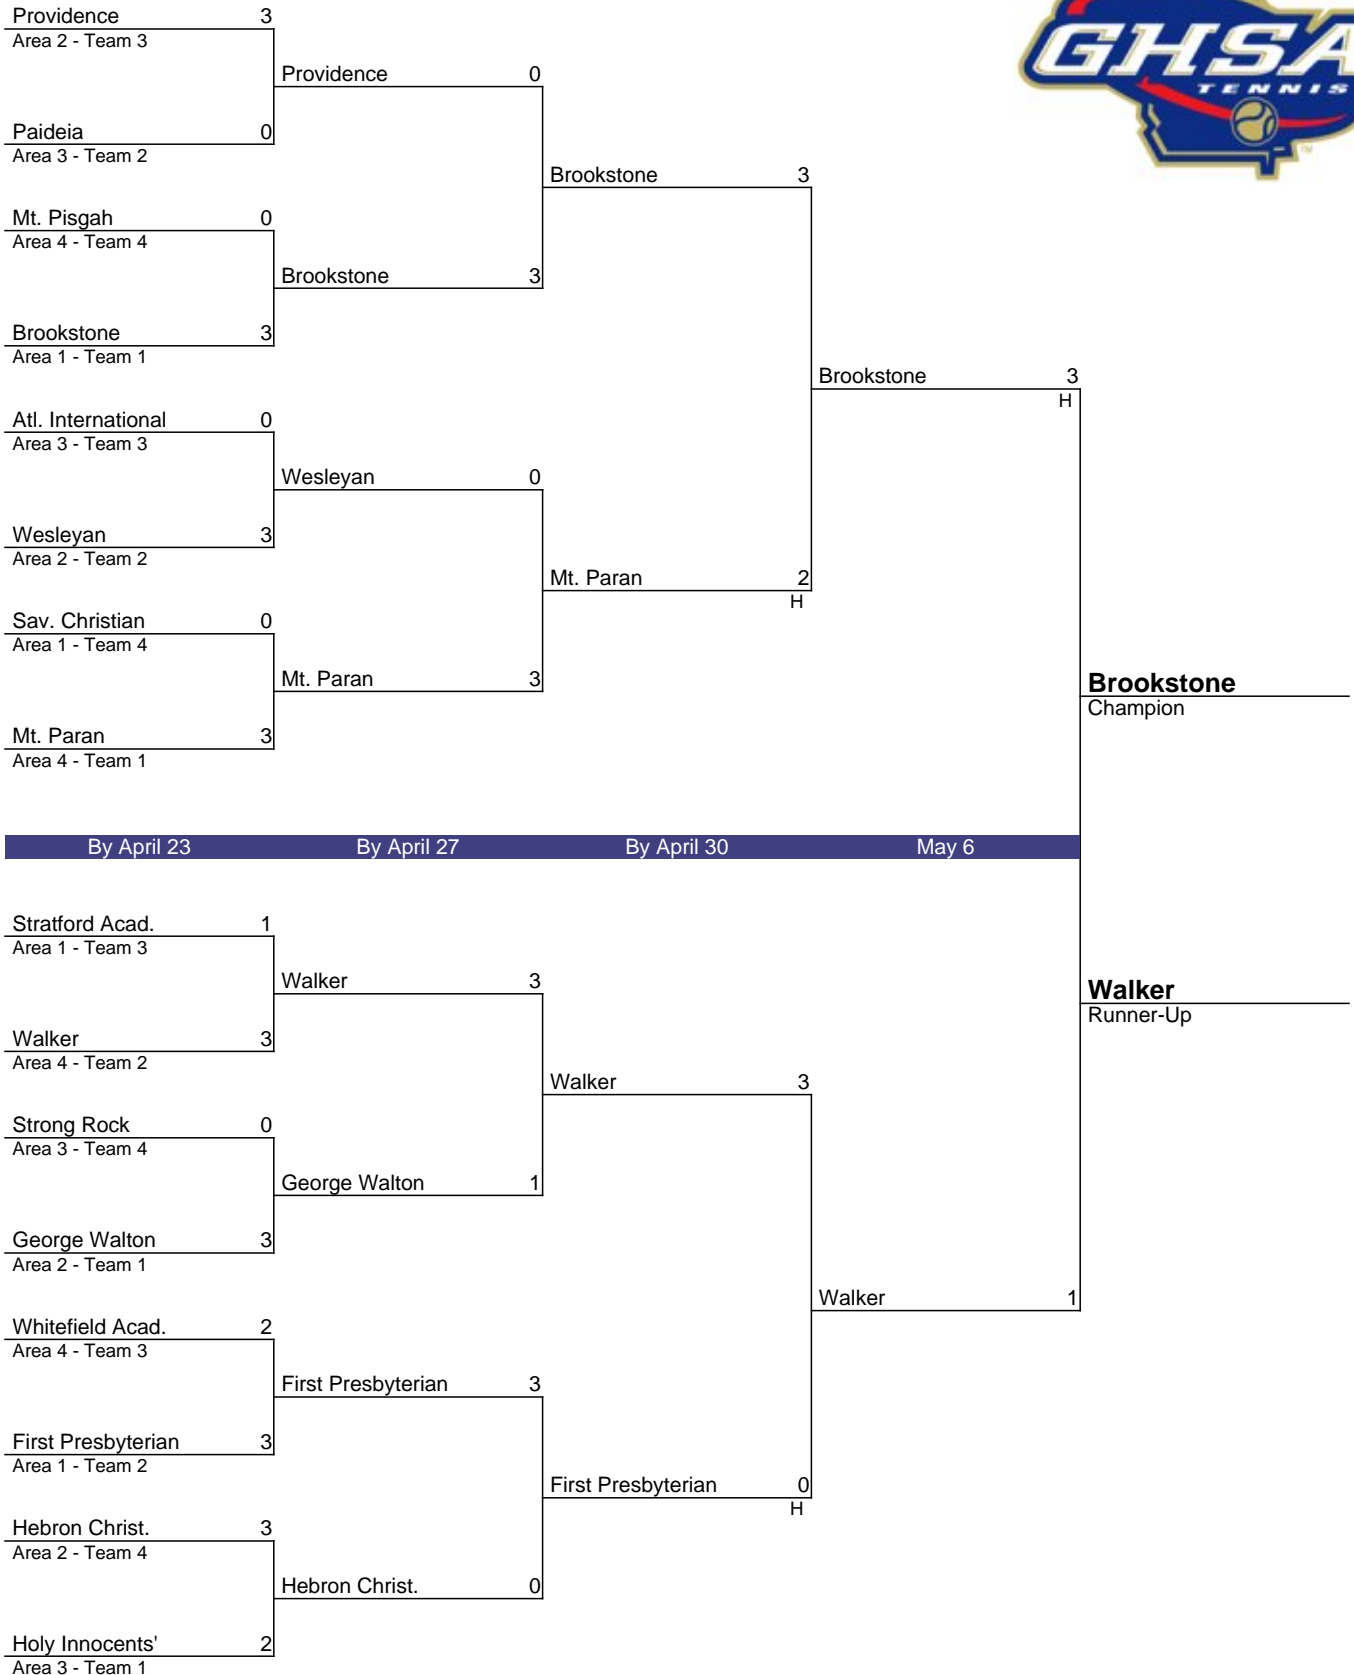 GHSA
TENNIS
TM
Providence 3
Area 2 - Team 3
Providence 0
Paideia 0
Area 3 - Team 2
Brookstone 3
Mt. Pisgah 0
Area 4 - Team 4
Brookstone 3
Brookstone 3
Area 1 - Team 1
Brookstone 3
H
Atl. International 0
Area 3 - Team 3
Wesleyan 0
Wesleyan 3
Area 2 - Team 2
Mt. Paran 2
H
Sav. Christian 0
Area 1 - Team 4
Mt. Paran 3
Brookstone
Champion
Mt. Paran 3
Area 4 - Team 1
By April 23 By April 27 By April 30 May 6
Stratford Acad. 1
Area 1 - Team 3
Walker 3
Walker
Runner-Up
Walker 3
Area 4 - Team 2
Walker 3
Strong Rock 0
Area 3 - Team 4
George Walton 1
George Walton 3
Area 2 - Team 1
Walker 1
Whitefield Acad. 2
Area 4 - Team 3
First Presbyterian 3
First Presbyterian 3
Area 1 - Team 2
First Presbyterian 0
H
Hebron Christ. 3
Area 2 - Team 4
Hebron Christ. 0
Holy Innocents' 2
Area 3 - Team 1